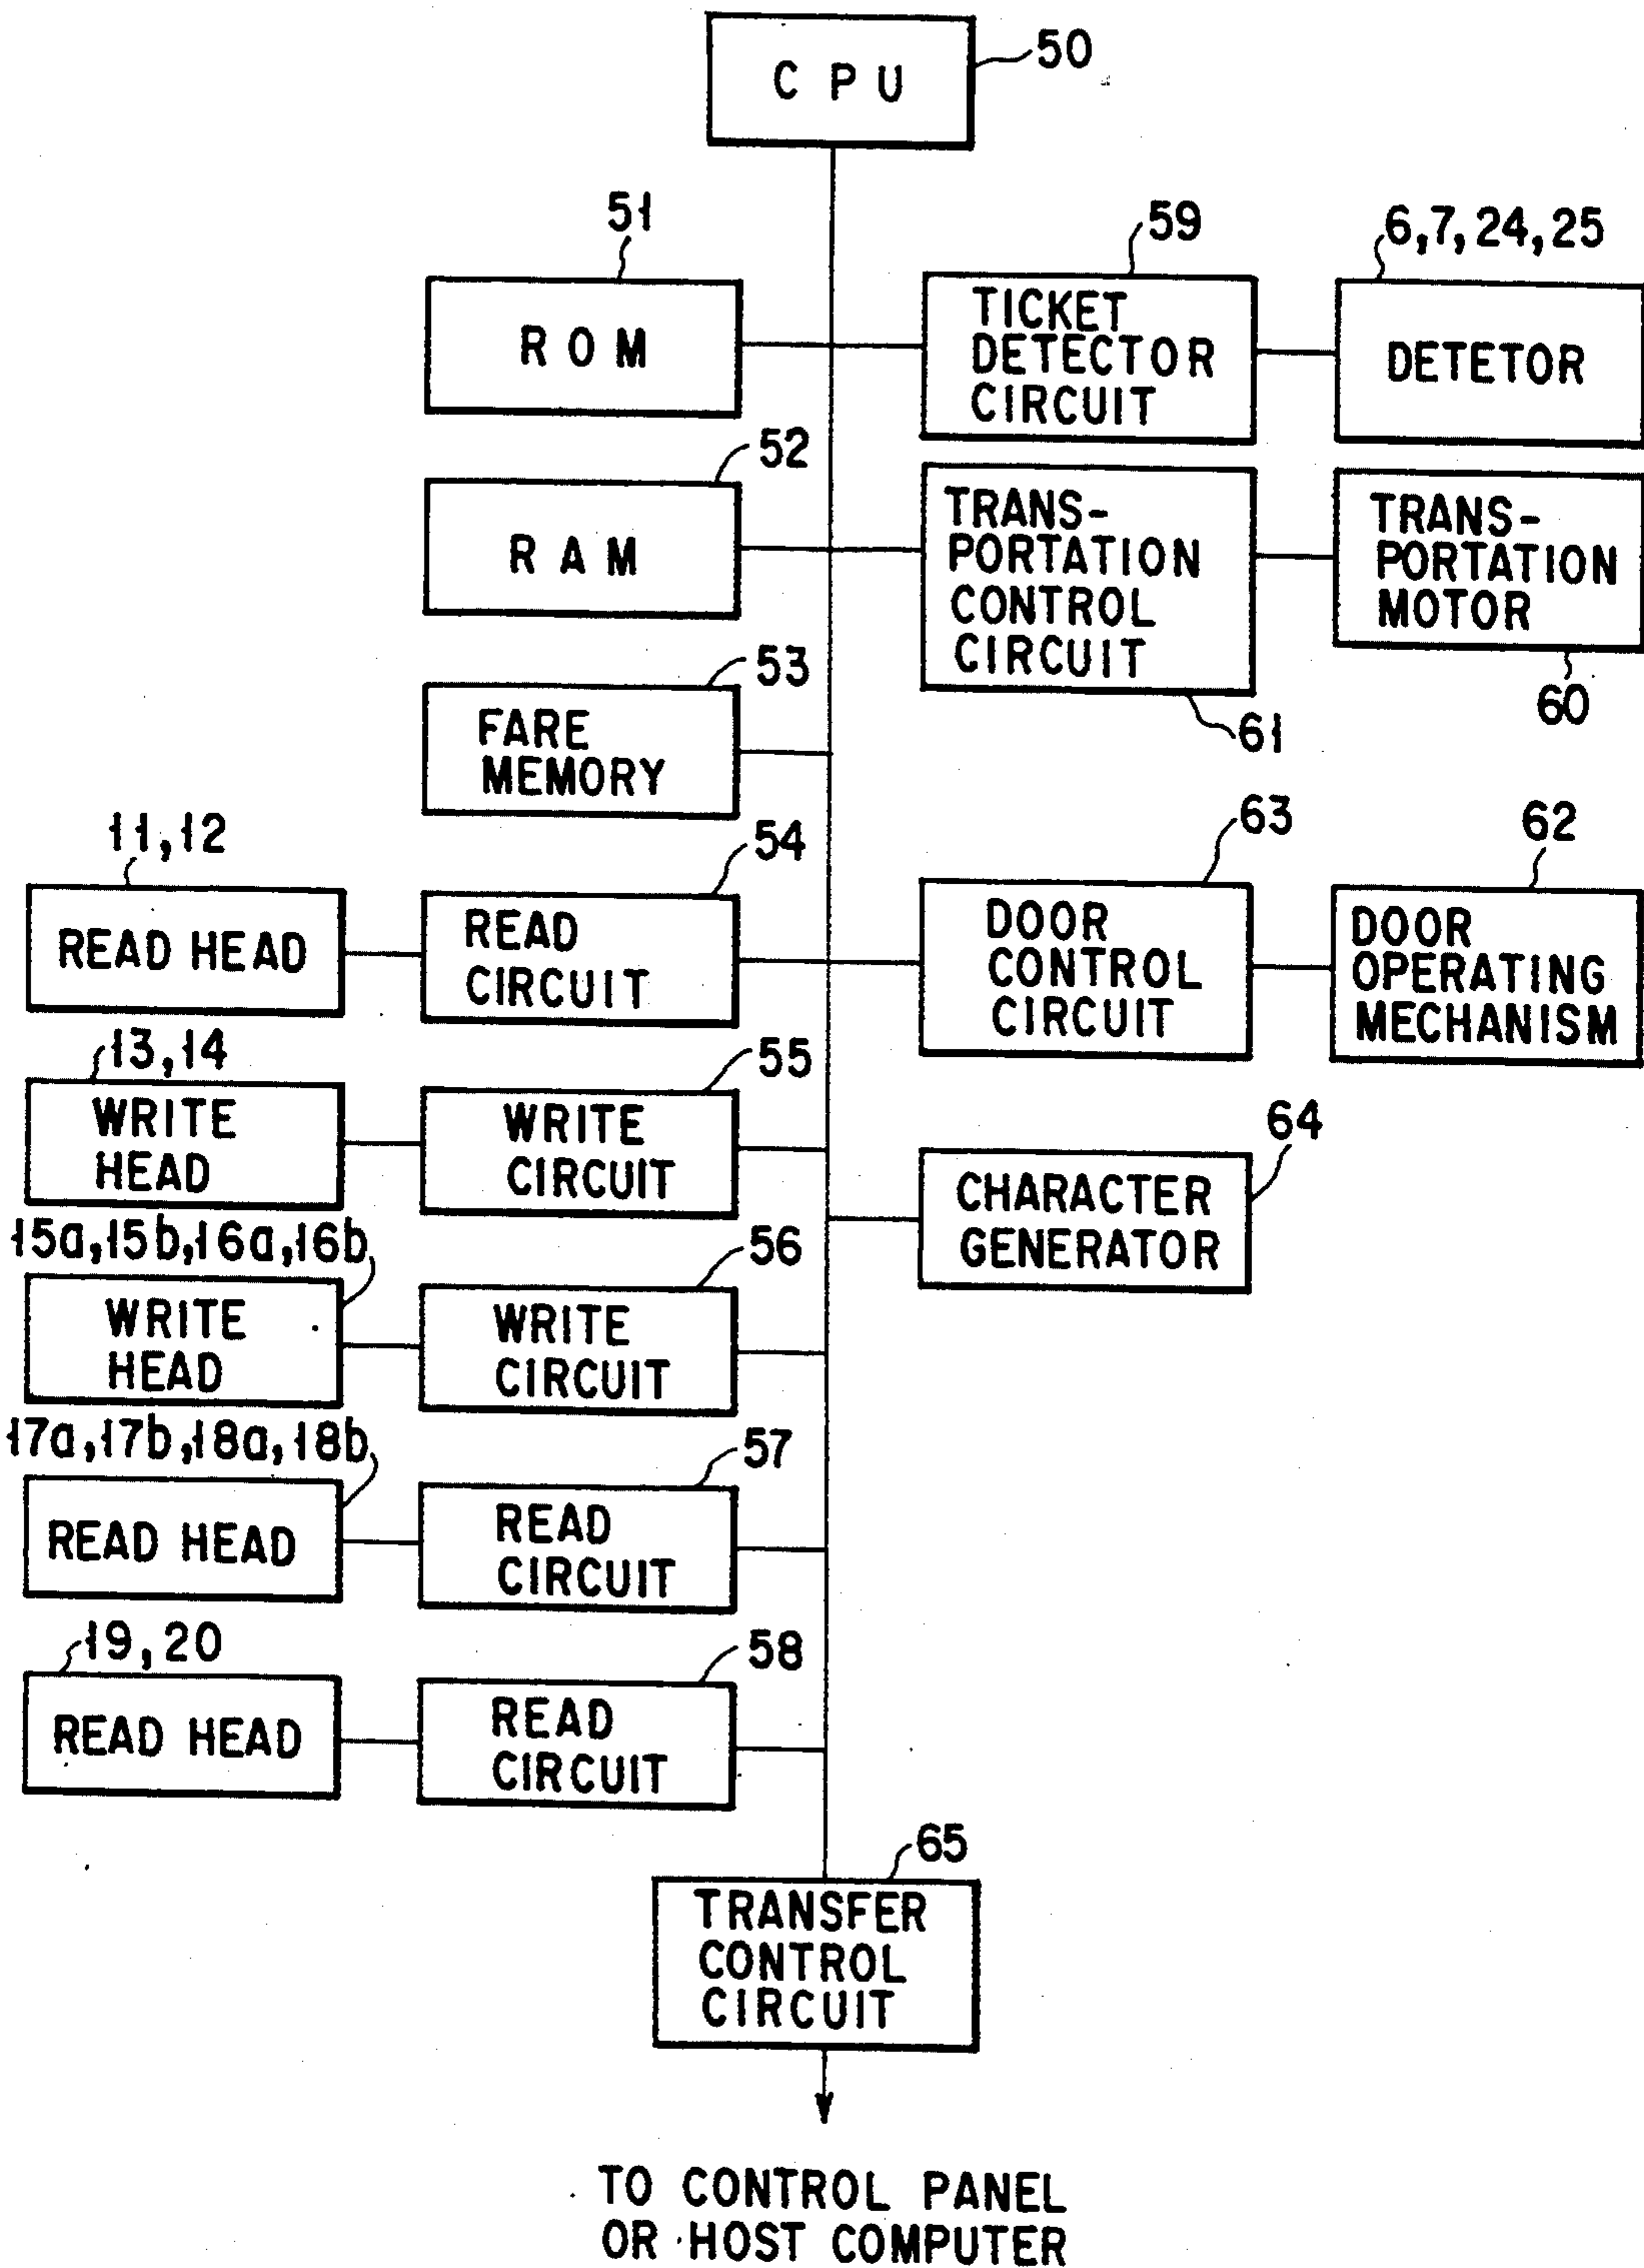 50
C P U
51
ROM
59
TICKET
DETECTOR
CIRCUIT
6,7,24,25
DETETOR
52
RAM
TRANS-
PORTATION
CONTROL
CIRCUIT
61
TRANS-
PORTATION
MOTOR
60
53
FARE
MEMORY
11,12
READ HEAD
54
READ
CIRCUIT
63
DOOR
CONTROL
CIRCUIT
62
DOOR
OPERATING
MECHANISM
13,14
WRITE
HEAD
55
WRITE
CIRCUIT
64
CHARACTER
GENERATOR
15a,15b,16a,16b
WRITE
HEAD
56
WRITE
CIRCUIT
17a,17b,18a,18b
READ HEAD
57
READ
CIRCUIT
19,20
READ HEAD
58
READ
CIRCUIT
65
TRANSFER
CONTROL
CIRCUIT
TO CONTROL PANEL
OR HOST COMPUTER